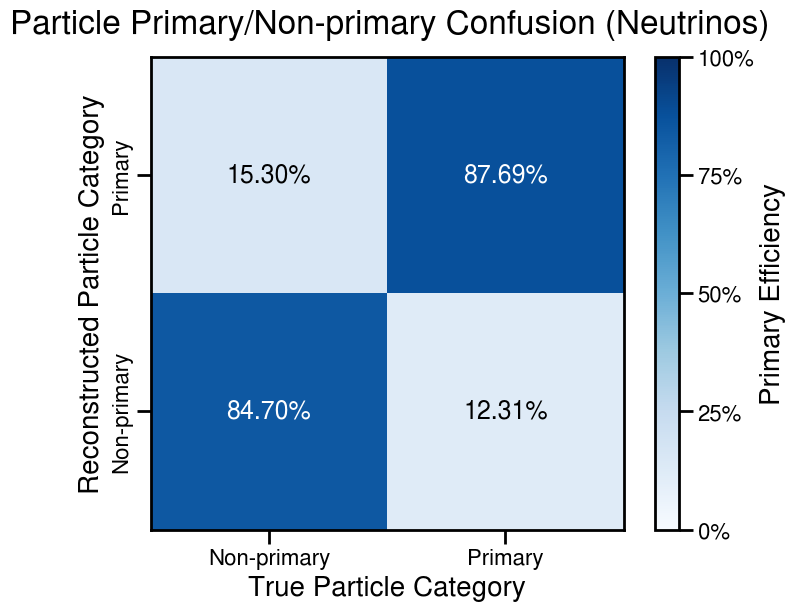 Particle Primary/Non-primary Confusion (Neutrinos)
Reconstructed Particle Category
Primary
Non-primary
15.30%
87.69%
84.70%
12.31%
Non-primary
Primary
True Particle Category
100%
75%
50%
25%
0%
Primary Efficiency